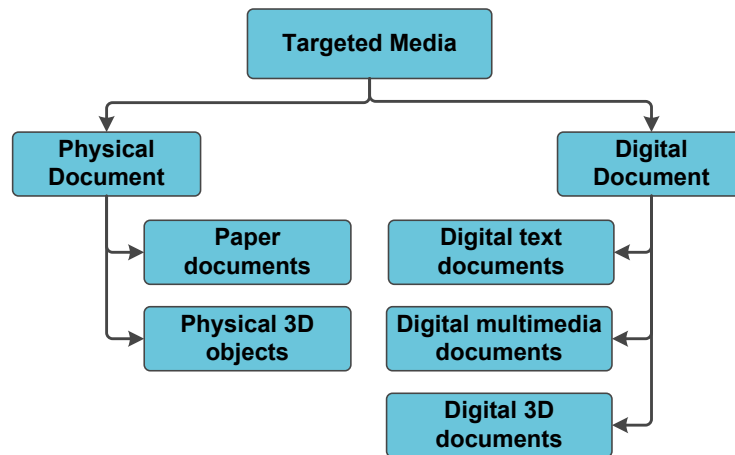 Targeted Media
Physical
Document
Digital
Document
Paper
documents
Digital text
documents
Physical 3D
objects
Digital multimedia
documents
Digital 3D
documents